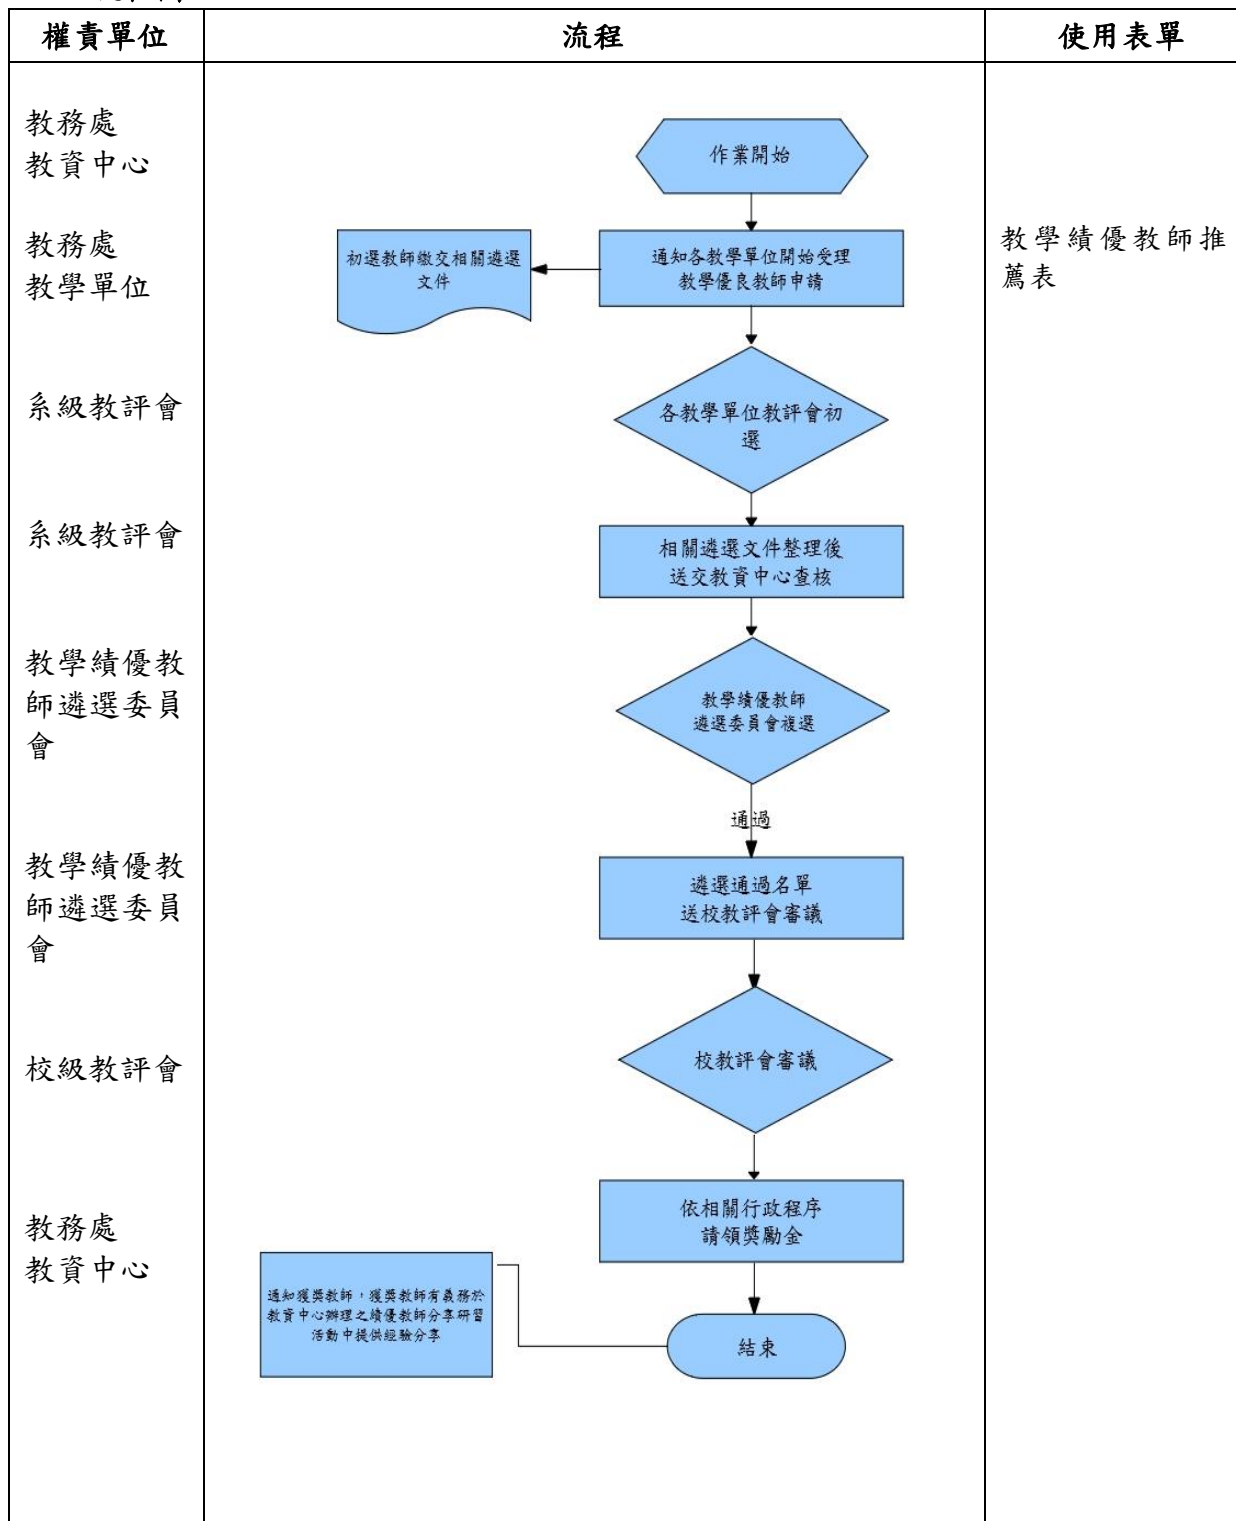 權責單位
流程
使用表單
教務處
教資中心
作業開始
教務處
教學單位
初選教師繳交相關遴選
文件
通知各教學單位開始受理
教學優良教師申請
教學績優教師推
薦表
系級教評會
各教學單位教評會初
選
系級教評會
相關遴選文件整理後
送交教資中心查核
教學績優教
師遴選委員
會
教學績優教師
遴選委員會複選
通過
教學績優教
師遴選委員
會
遴選通過名單
送校教評會審議
校級教評會
校教評會審議
教務處
教資中心
依相關行政程序
請領獎勵金
通知獲獎教師，獲獎教師有義務於
教資中心辦理之績優教師分享研習
活動中提供經驗分享
結束